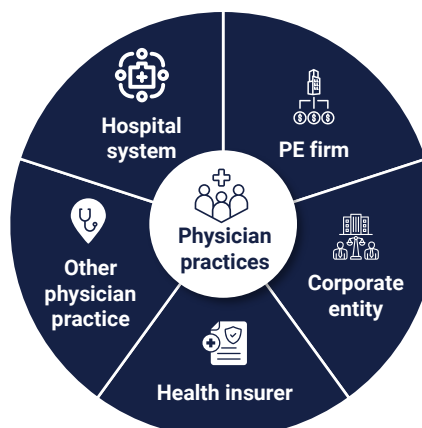 Hospital
system
PE firm
Physician
practices
Other
physician
practice
Corporate
entity
Health insurer